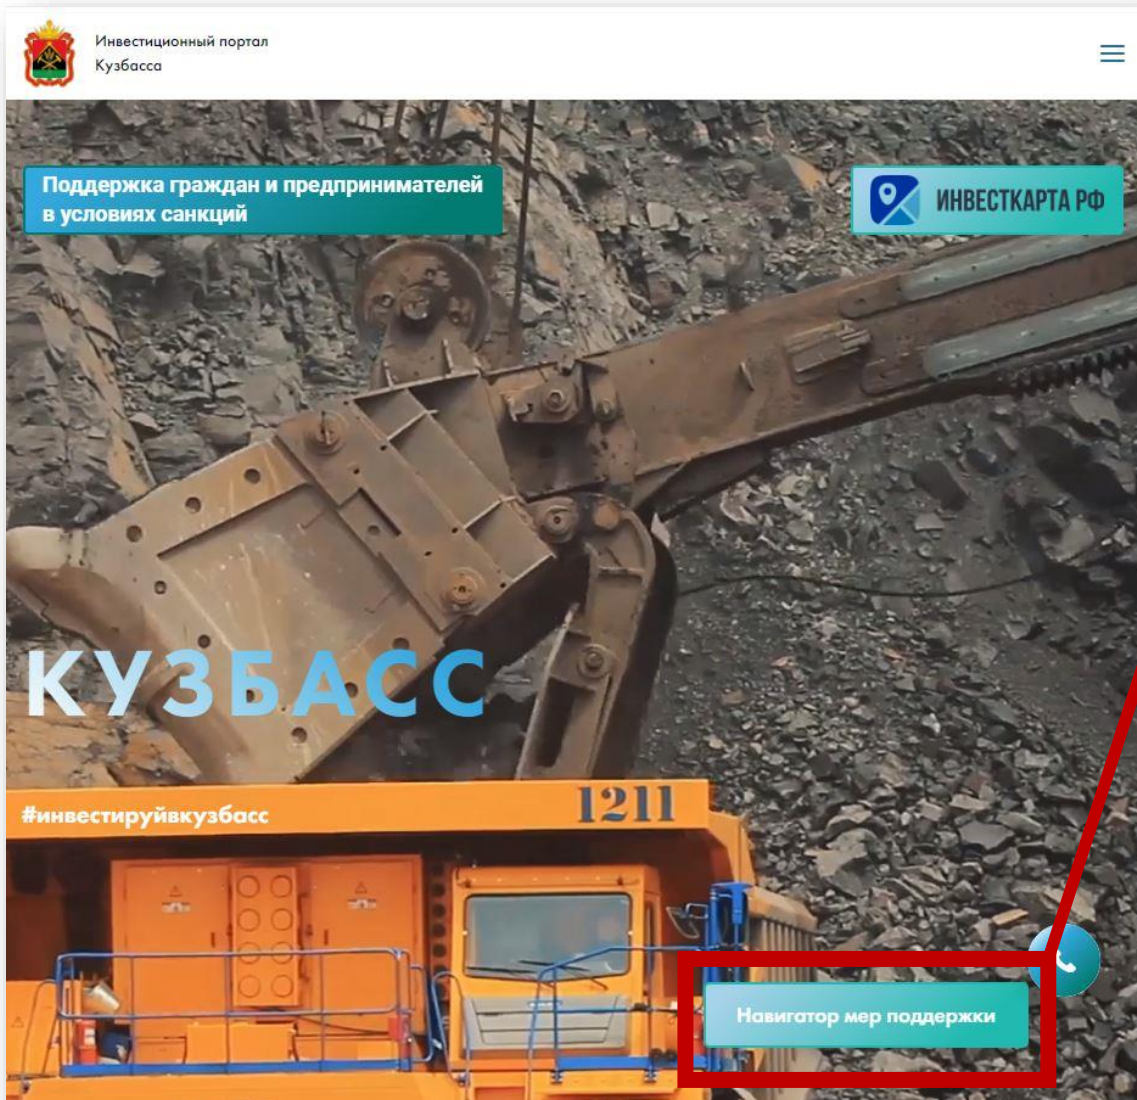 Инвестиционный портал
Кузбасса
Поддержка граждан и предпринимателей
в условиях санкций
ИНВЕСТКАРТА РФ
КУЗБАСС
#инвестируйвкузбасс
1211
Навигатор мер поддержки